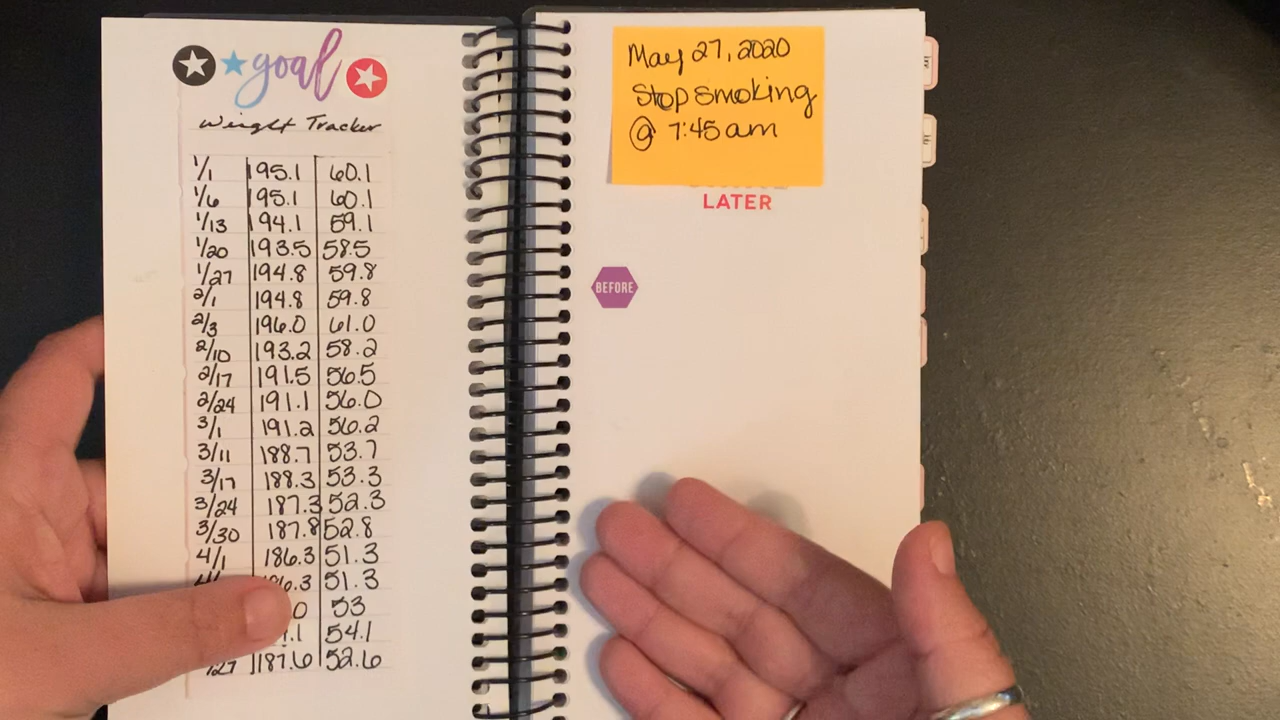 goal
Weight Tracker
1/1 195.1 60.1
1/6 195.1 60.1
1/13 194.1 59.1
1/20 193.5 58.5
1/27 194.8 59.8
2/1 194.8 59.8
2/3 196.0 61.0
2/10 193.2 58.2
2/17 191.5 56.5
2/24 191.1 56.0
3/1 191.2 56.2
3/11 188.7 53.7
3/17 188.3 53.3
3/24 187.3 52.3
3/30 187.8 52.8
4/1 186.3 51.3
51.3
53
54.1
187.6 52.6
May 27, 2020
Stop smoking
@ 7:45am
LATER
BEFORE